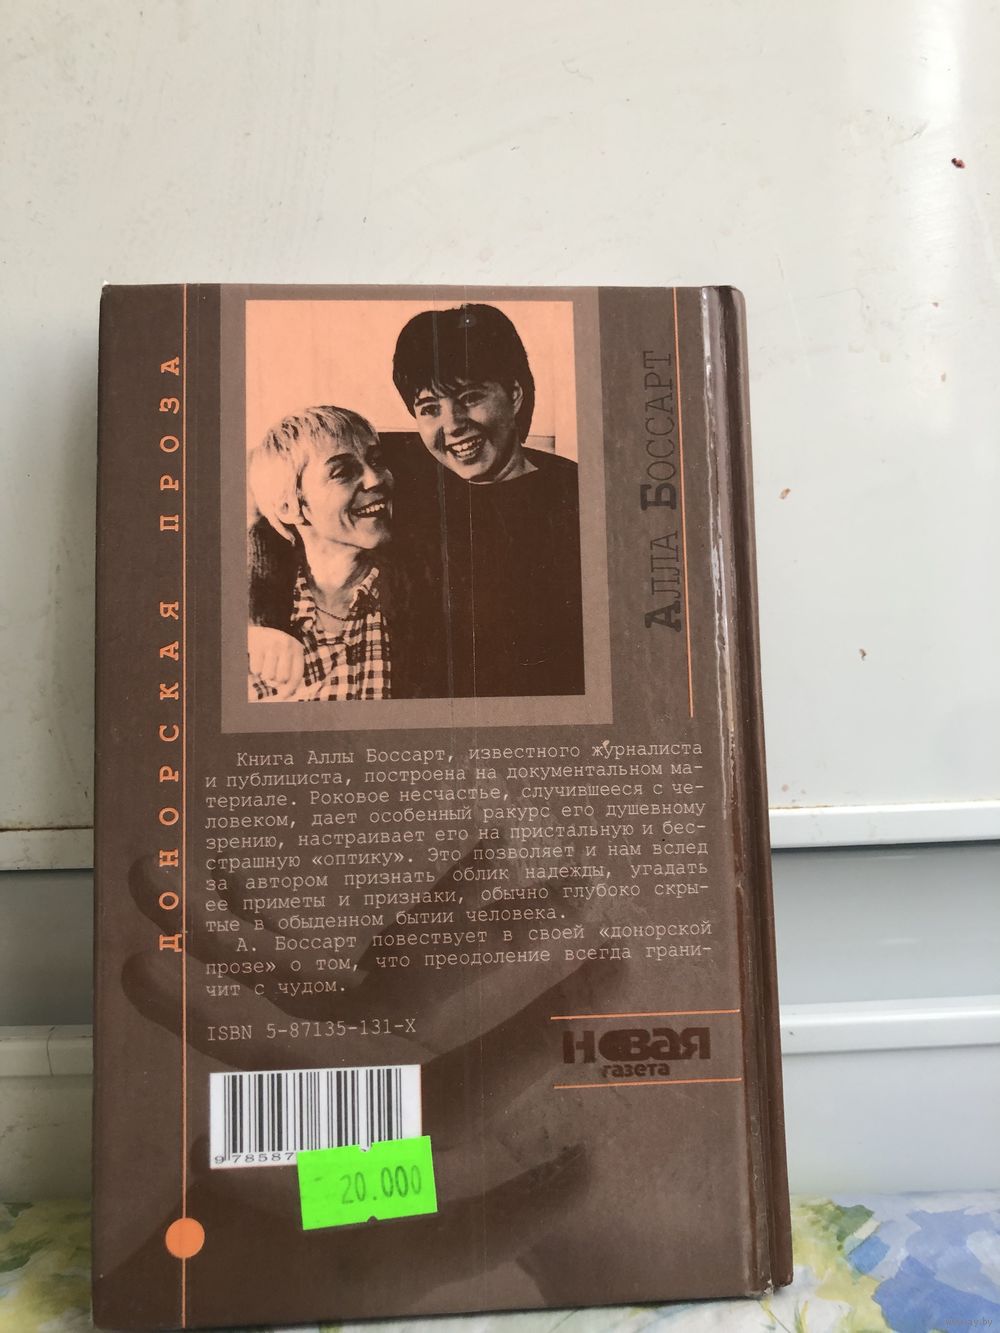 ДОНОРСКАЯ ПРОЗА
АЛЛА БОССАРТ
Книга Аллы Боссарт, известного журналиста
и публициста, построена на документальном ма-
териале. Роковое несчастье, случившееся с че-
ловеком, дает особенный ракурс его душевному
зрению, настраивает его на пристальную и бес-
страшную «оптику». Это позволяет и нам вслед
за автором признать облик надежды, угадать
ее приметы и признаки, обычно глубоко скры-
тые в обыденном бытии человека.
А. Боссарт повествует в своей «донорской
прозе» о том, что преодоление всегда грани-
чит с чудом.
ISBN 5-87135-131-X
новая
газета
9 78587
20.000